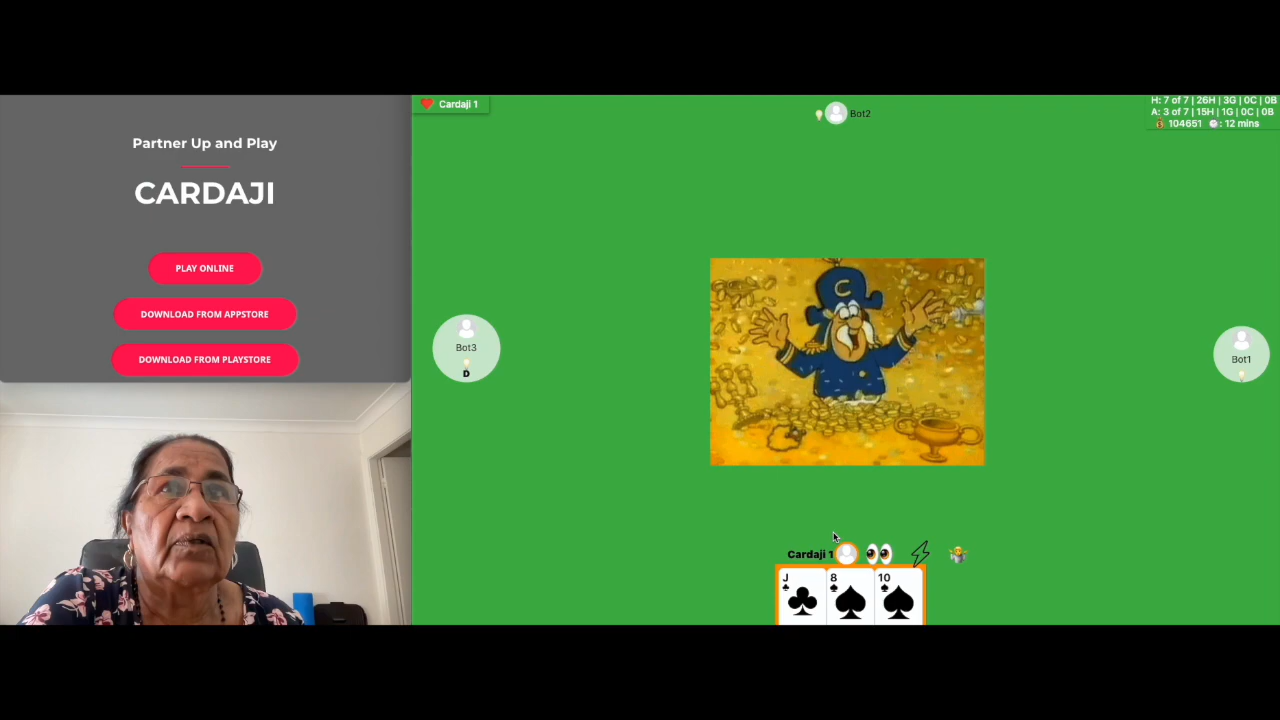 Partner Up and Play
CARDAJI
PLAY ONLINE
DOWNLOAD FROM APPSTORE
DOWNLOAD FROM PLAYSTORE
Cardaji 1
Bot2
H: 7 of 7 | 26H | 3G | 0C | 0B
A: 3 of 7 | 15H | 1G | 0C | 0B
104651 : 12 mins
C
Bot3
D
Bot1
Cardaji 1
J 8 10